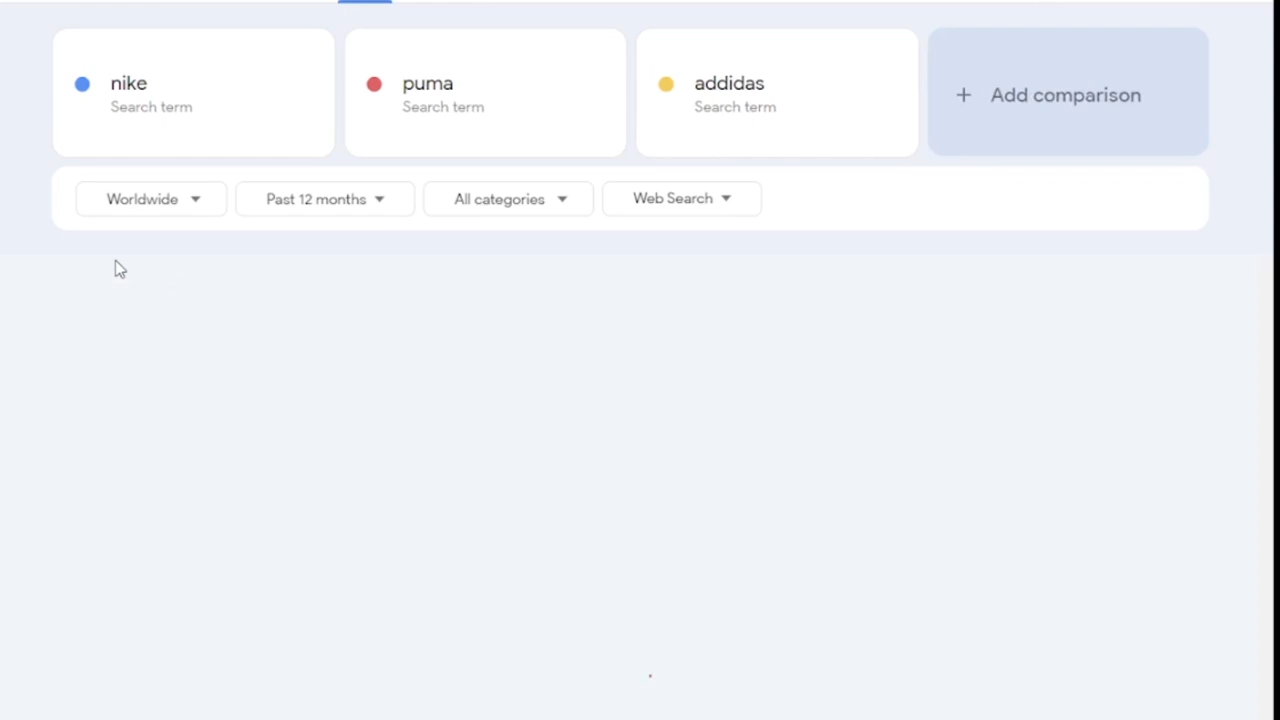 nike
Search term
puma
Search term
addidas
Search term
+ Add comparison
Worldwide
Past 12 months
All categories
Web Search